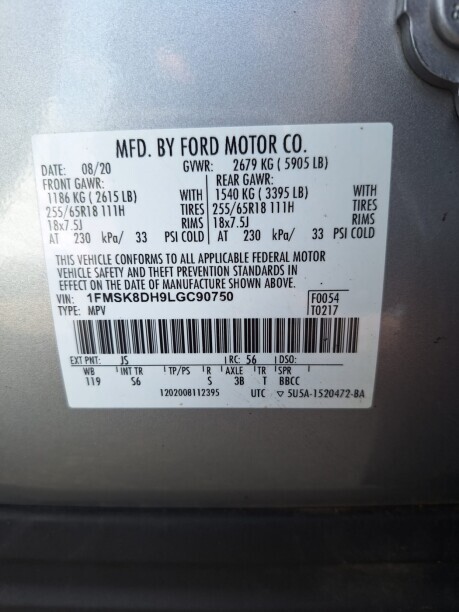 MFD. BY FORD MOTOR CO.
DATE: 08/20 GVWR: 2679 KG ( 5905 LB)
FRONT GAWR: REAR GAWR:
1186 KG ( 2615 LB) 1540 KG ( 3395 LB) WITH
255/65R18 111H TIRES 255/65R18 111H TIRES
18x7.5J RIMS 18x7.5J RIMS
AT 230 kPa/ 33 PSI COLD AT 230 kPa/ 33 PSI COLD
THIS VEHICLE CONFORMS TO ALL APPLICABLE FEDERAL MOTOR
VEHICLE SAFETY AND THEFT PREVENTION STANDARDS IN
EFFECT ON THE DATE OF MANUFACTURE SHOWN ABOVE.
VIN: 1FMSK8DH9LGC90750 F0054
TYPE: MPV T0217
EXT PNT: JS RC: 56 DSO:
WB INT TR TP/PS R AXLE TR SPR
119 S6 S 3B T BBCC
1202008112395 UTC ▽ 5U5A-1520472-BA